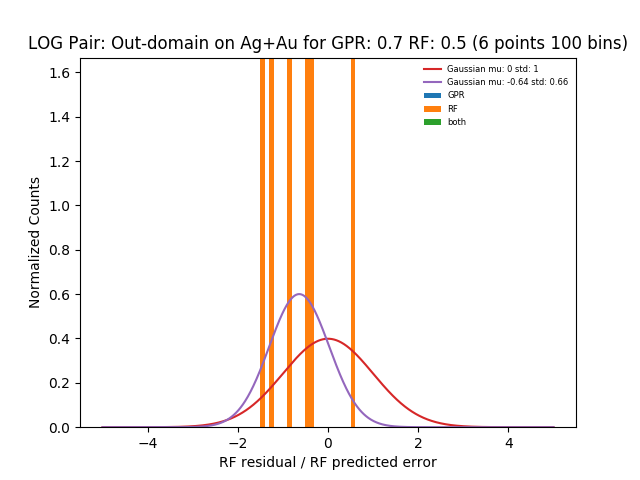 LOG Pair: Out-domain on Ag+Au for GPR: 0.7 RF: 0.5 (6 points 100 bins)
Gaussian mu: 0 std: 1
Gaussian mu: -0.64 std: 0.66
GPR
RF
both
Normalized Counts
1.6
1.4
1.2
1.0
0.8
0.6
0.4
0.2
0.0
−4 −2 0 2 4
RF residual / RF predicted error